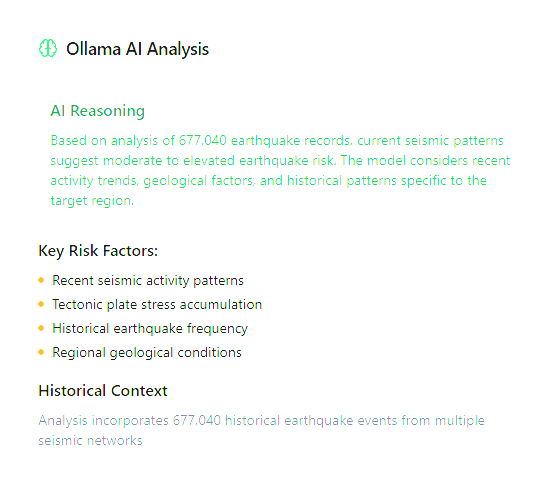 Ollama AI Analysis
AI Reasoning
Based on analysis of 677,040 earthquake records, current seismic patterns
suggest moderate to elevated earthquake risk. The model considers recent
activity trends, geological factors, and historical patterns specific to the
target region.
Key Risk Factors:
Recent seismic activity patterns
Tectonic plate stress accumulation
Historical earthquake frequency
Regional geological conditions
Historical Context
Analysis incorporates 677,040 historical earthquake events from multiple
seismic networks